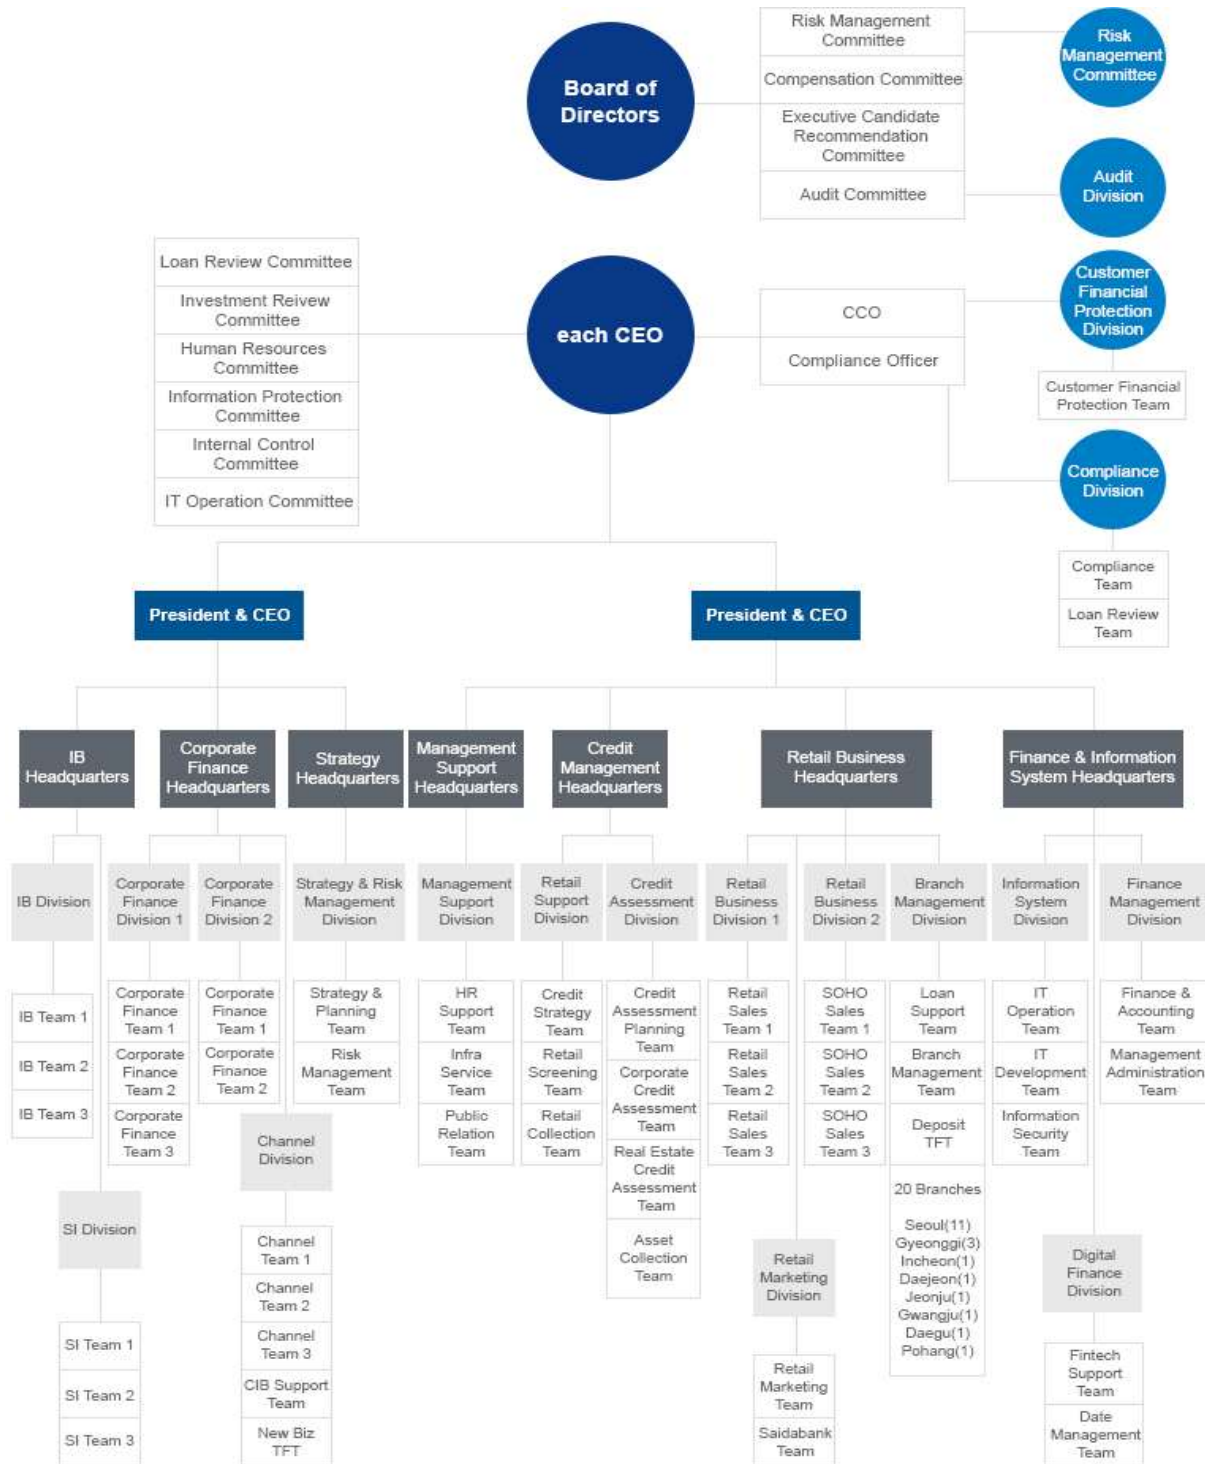 Board of
Directors
Risk Management
Committee
Compensation Committee
Executive Candidate
Recommendation
Committee
Audit Committee
Risk
Management
Committee
Audit
Division
Loan Review Committee
Investment Reivew
Committee
Human Resources
Committee
Information Protection
Committee
Internal Control
Committee
IT Operation Committee
each CEO
CCO
Compliance Officer
Customer
Financial
Protection
Division
Customer Financial
Protection Team
Compliance
Division
Compliance
Team
Loan Review
Team
President & CEO
President & CEO
IB
Headquarters
Corporate
Finance
Headquarters
Strategy
Headquarters
Management
Support
Headquarters
Credit
Management
Headquarters
Retail Business
Headquarters
Finance & Information
System Headquarters
IB Division
Corporate
Finance
Division 1
Corporate
Finance
Division 2
Strategy & Risk
Management
Division
Management
Support
Division
Retail
Support
Division
Credit
Assessment
Division
Retail
Business
Division 1
Retail
Business
Division 2
Branch
Management
Division
Information
System
Division
Finance
Management
Division
IB Team 1
IB Team 2
IB Team 3
Corporate
Finance
Team 1
Corporate
Finance
Team 2
Corporate
Finance
Team 3
Corporate
Finance
Team 1
Corporate
Finance
Team 2
Strategy &
Planning
Team
Risk
Management
Team
HR
Support
Team
Infra
Service
Team
Public
Relation
Team
Credit
Strategy
Team
Retail
Screening
Team
Retail
Collection
Team
Credit
Assessment
Planning
Team
Corporate
Credit
Assessment
Team
Real Estate
Credit
Assessment
Team
Asset
Collection
Team
Retail
Sales
Team 1
Retail
Sales
Team 2
Retail
Sales
Team 3
SOHO
Sales
Team 1
SOHO
Sales
Team 2
SOHO
Sales
Team 3
Loan
Support
Team
Branch
Management
Team
Deposit
TFT
20 Branches
Seoul(11)
Gyeonggi(3)
Incheon(1)
Daejeon(1)
Jeonju(1)
Gwangju(1)
Daegu(1)
Pohang(1)
IT
Operation
Team
IT
Development
Team
Information
Security
Team
Finance &
Accounting
Team
Management
Administration
Team
SI Division
SI Team 1
SI Team 2
SI Team 3
Channel
Division
Channel
Team 1
Channel
Team 2
Channel
Team 3
CIB Support
Team
New Biz
TFT
Retail
Marketing
Division
Retail
Marketing
Team
Saidabank
Team
Digital
Finance
Division
Fintech
Support
Team
Date
Management
Team